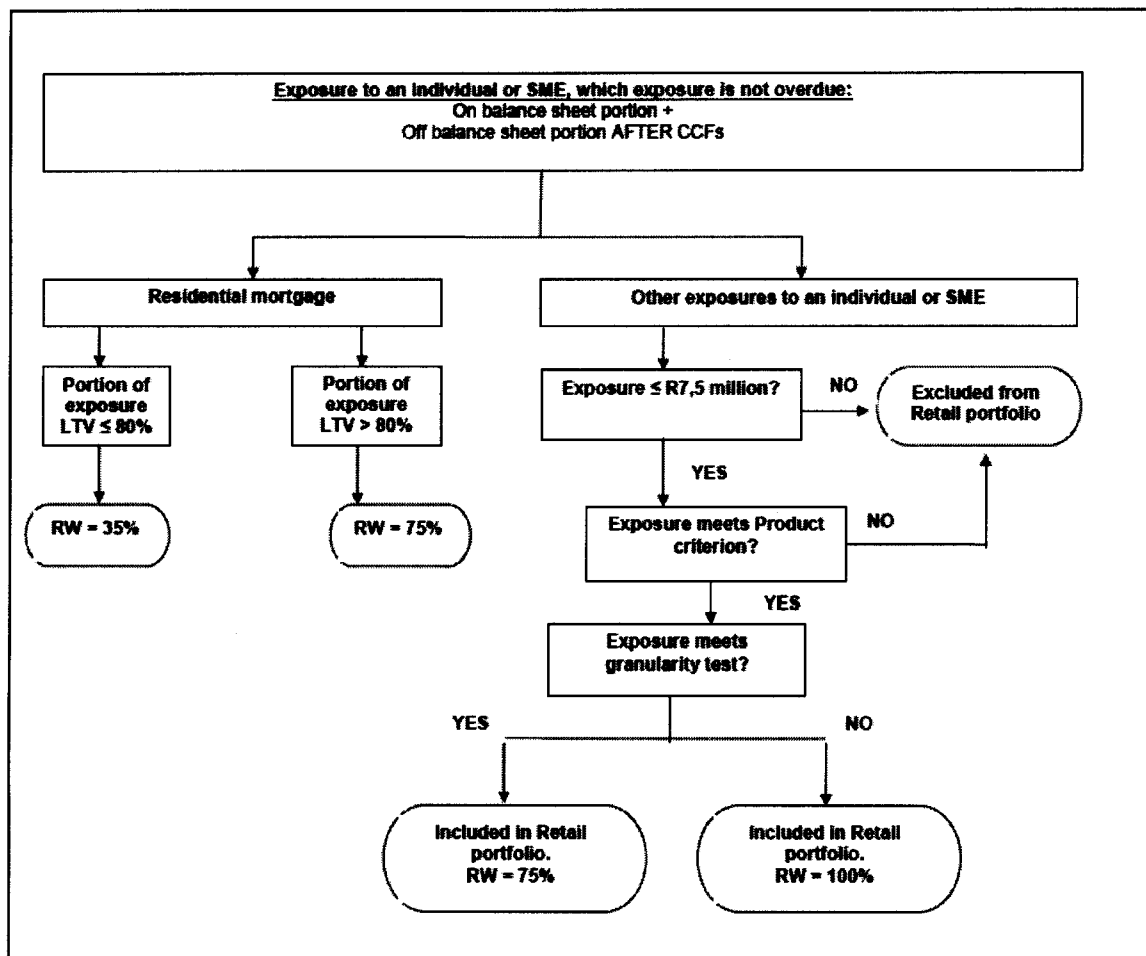 Exposure to an individual or SME, which exposure is not overdue:
On balance sheet portion +
Off balance sheet portion AFTER CCFs
Residential mortgage
Other exposures to an individual or SME
Portion of
exposure
LTV ≤ 80%
Portion of
exposure
LTV > 80%
Exposure ≤ R7,5 million?
NO
Excluded from
Retail portfolio
YES
RW = 35%
RW = 75%
Exposure meets Product
criterion?
NO
YES
Exposure meets
granularity test?
YES
NO
Included in Retail
portfolio.
RW = 75%
Included in Retail
portfolio.
RW = 100%